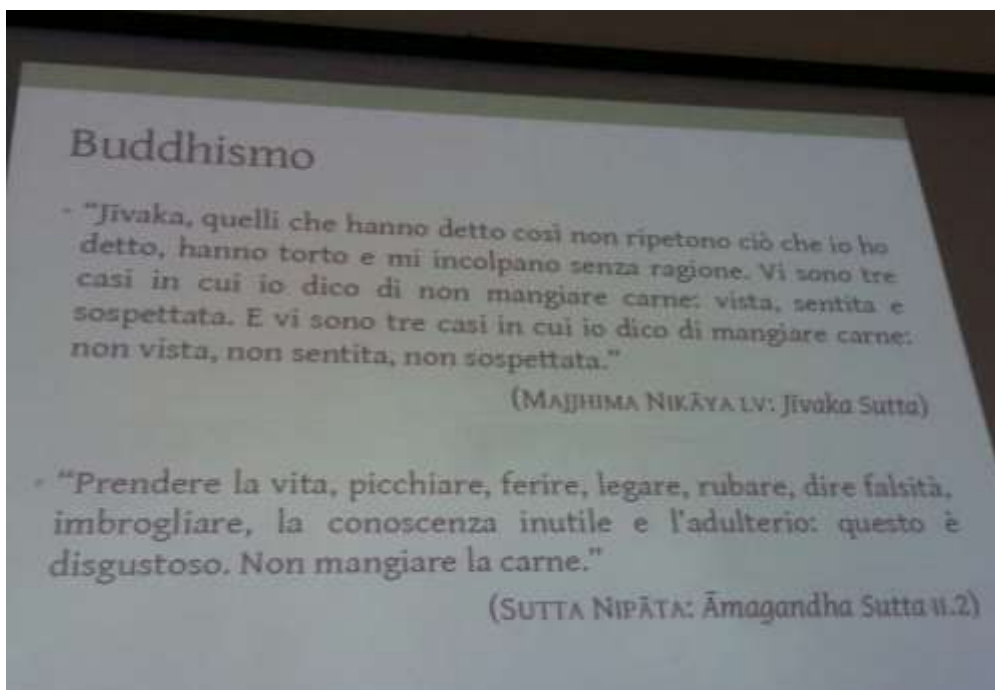 Buddhismo
- "Jīvaka, quelli che hanno detto così non ripetono ciò che io ho
detto, hanno torto e mi incolpano senza ragione. Vi sono tre
casi in cui io dico di non mangiare carne: vista, sentita e
sospettata. E vi sono tre casi in cui io dico di mangiare carne:
non vista, non sentita, non sospettata."
(MAJJHIMA NIKĀYA LV: Jīvaka Sutta)
- "Prendere la vita, picchiare, ferire, legare, rubare, dire falsità,
imbrogliare, la conoscenza inutile e l'adulterio: questo è
disgustoso. Non mangiare la carne."
(SUTTA NIPĀTA: Āmagandha Sutta II.2)